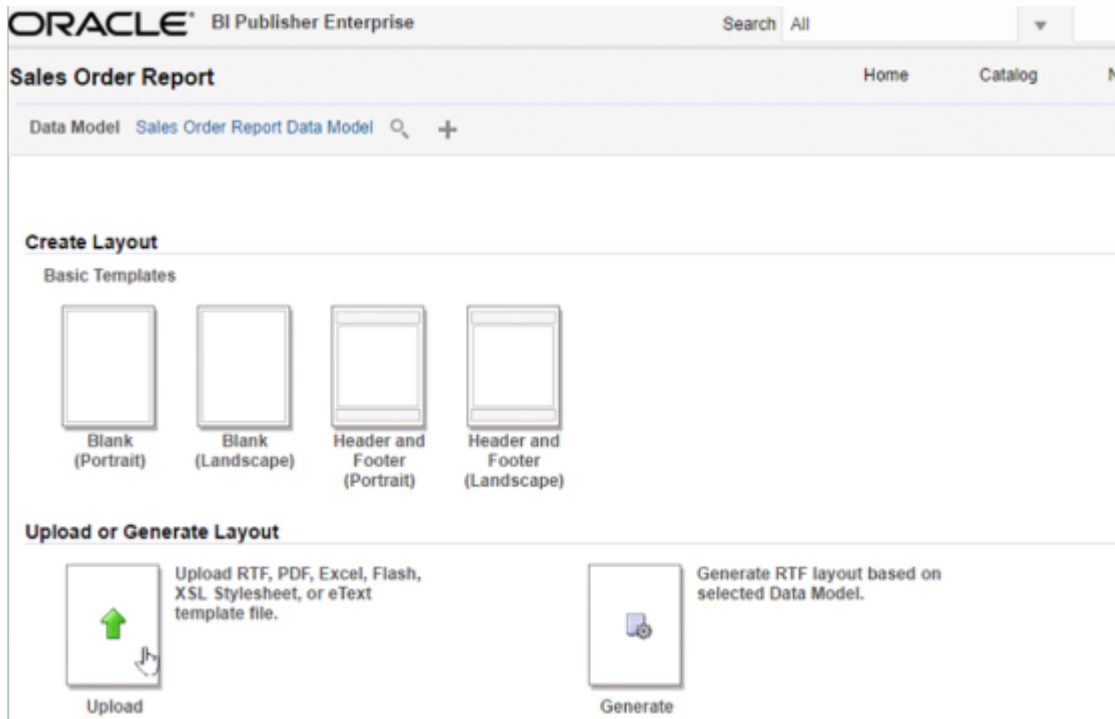 ORACLE BI Publisher Enterprise Search All
Sales Order Report Home Catalog N
Data Model Sales Order Report Data Model
Create Layout
Basic Templates
Blank
(Portrait)
Blank
(Landscape)
Header and
Footer
(Portrait)
Header and
Footer
(Landscape)
Upload or Generate Layout
Upload RTF, PDF, Excel, Flash,
XSL Stylesheet, or eText
template file.
Upload
Generate RTF layout based on
selected Data Model.
Generate